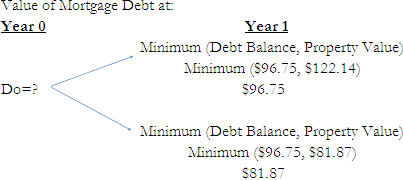 Value of Mortgage Debt at:
Year 0 Year 1
Minimum (Debt Balance, Property Value)
Minimum ($96.75, $122.14)
Do=? $96.75
Minimum (Debt Balance, Property Value)
Minimum ($96.75, $81.87)
$81.87